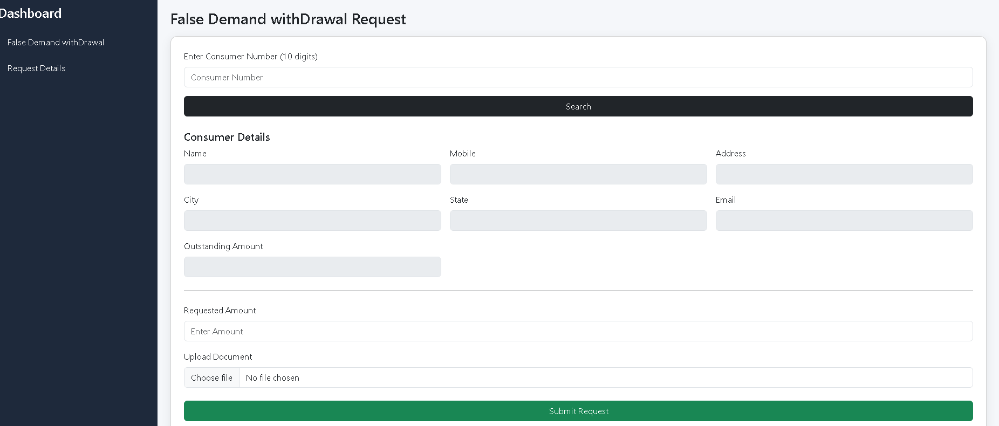 Dashboard
False Demand withDrawal
Request Details
False Demand withDrawal Request
Enter Consumer Number (10 digits)
Consumer Number
Search
Consumer Details
Name Mobile Address
City State Email
Outstanding Amount
Requested Amount
Enter Amount
Upload Document
Choose file No file chosen
Submit Request